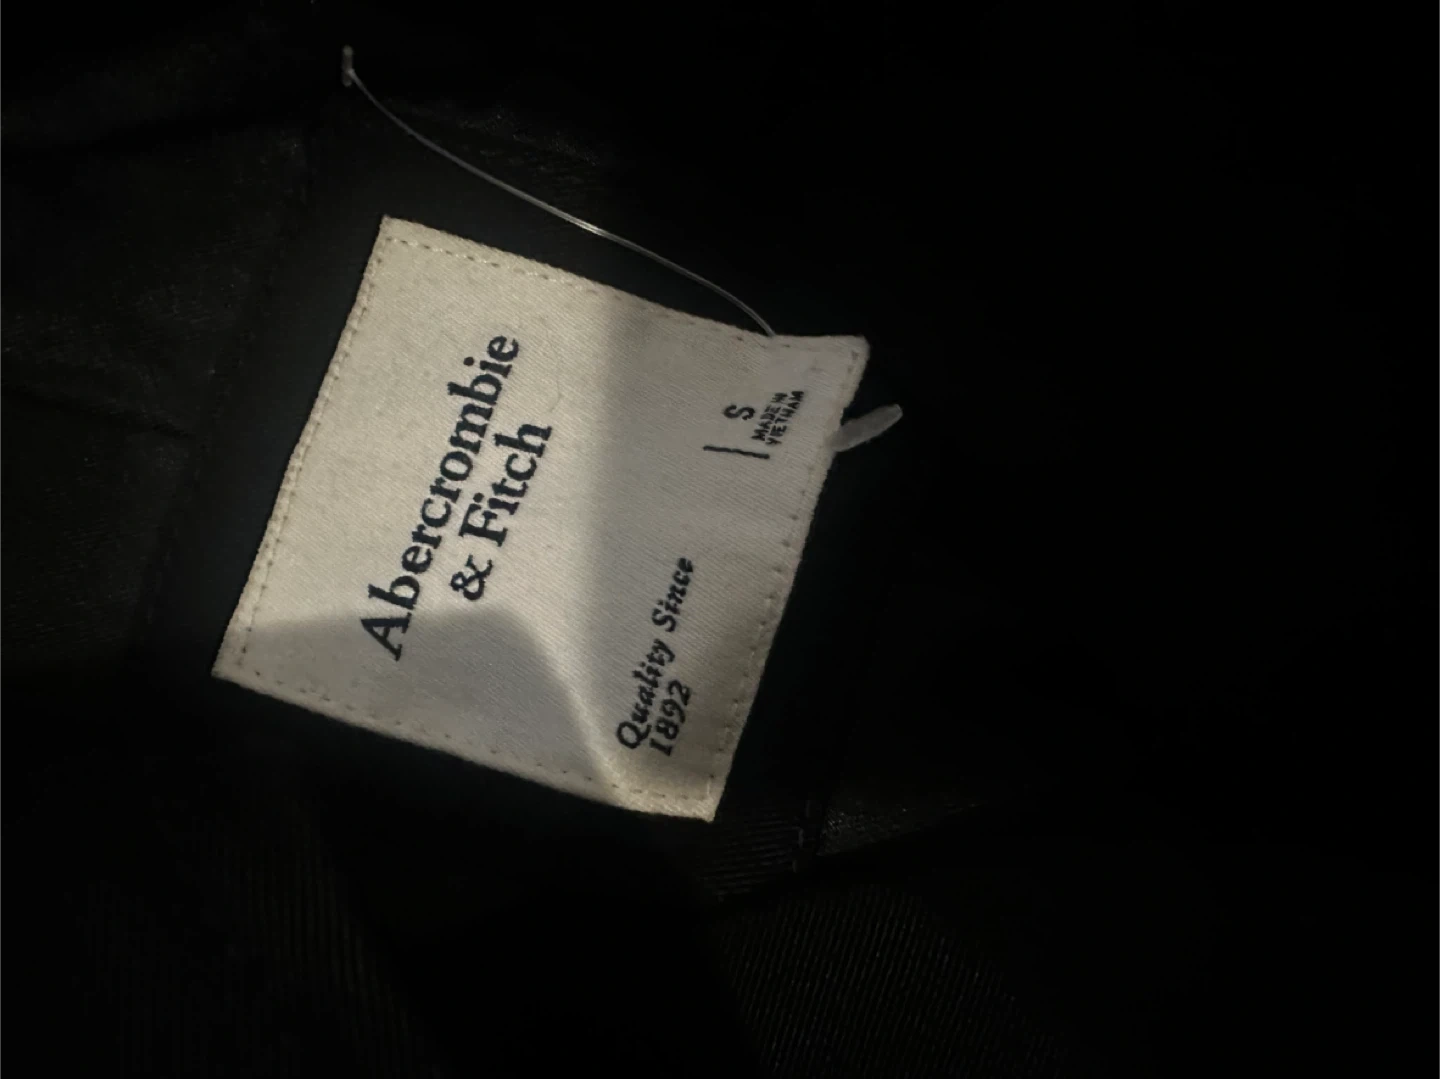 Abercrombie
& Fitch
Quality Since
1892
S
MADE IN
VIETNAM